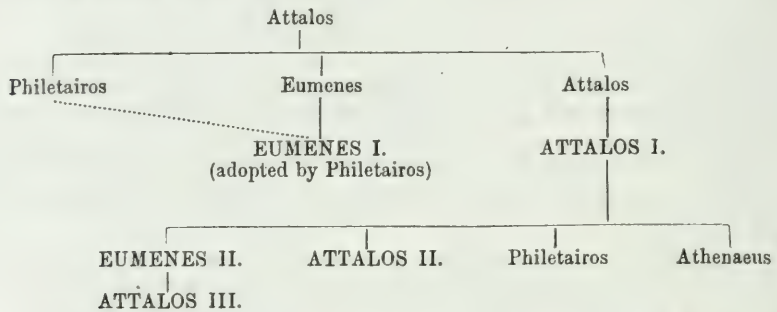 Attalos
Philetairos Eumenes Attalos
EUMENES I. ATTALOS I.
(adopted by Philetairos)
EUMENES II. ATTALOS II. Philetairos Athenaeus
ATTALOS III.